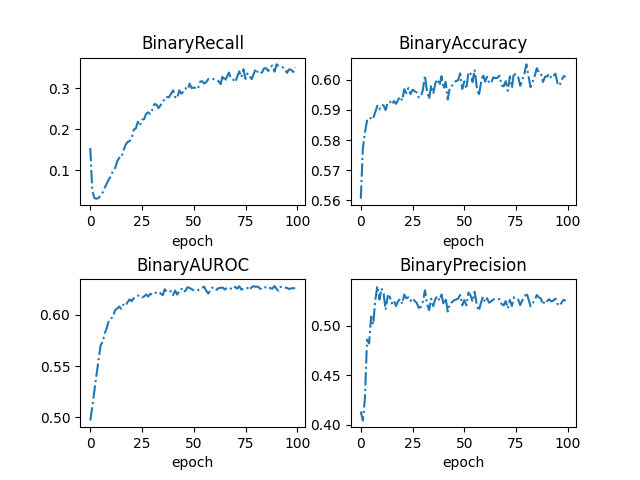 BinaryRecall
0.3
0.2
0.1
0 25 50 75 100
epoch
BinaryAccuracy
0.60
0.59
0.58
0.57
0.56
0 25 50 75 100
epoch
BinaryAUROC
0.60
0.55
0.50
0 25 50 75 100
epoch
BinaryPrecision
0.50
0.45
0.40
0 25 50 75 100
epoch